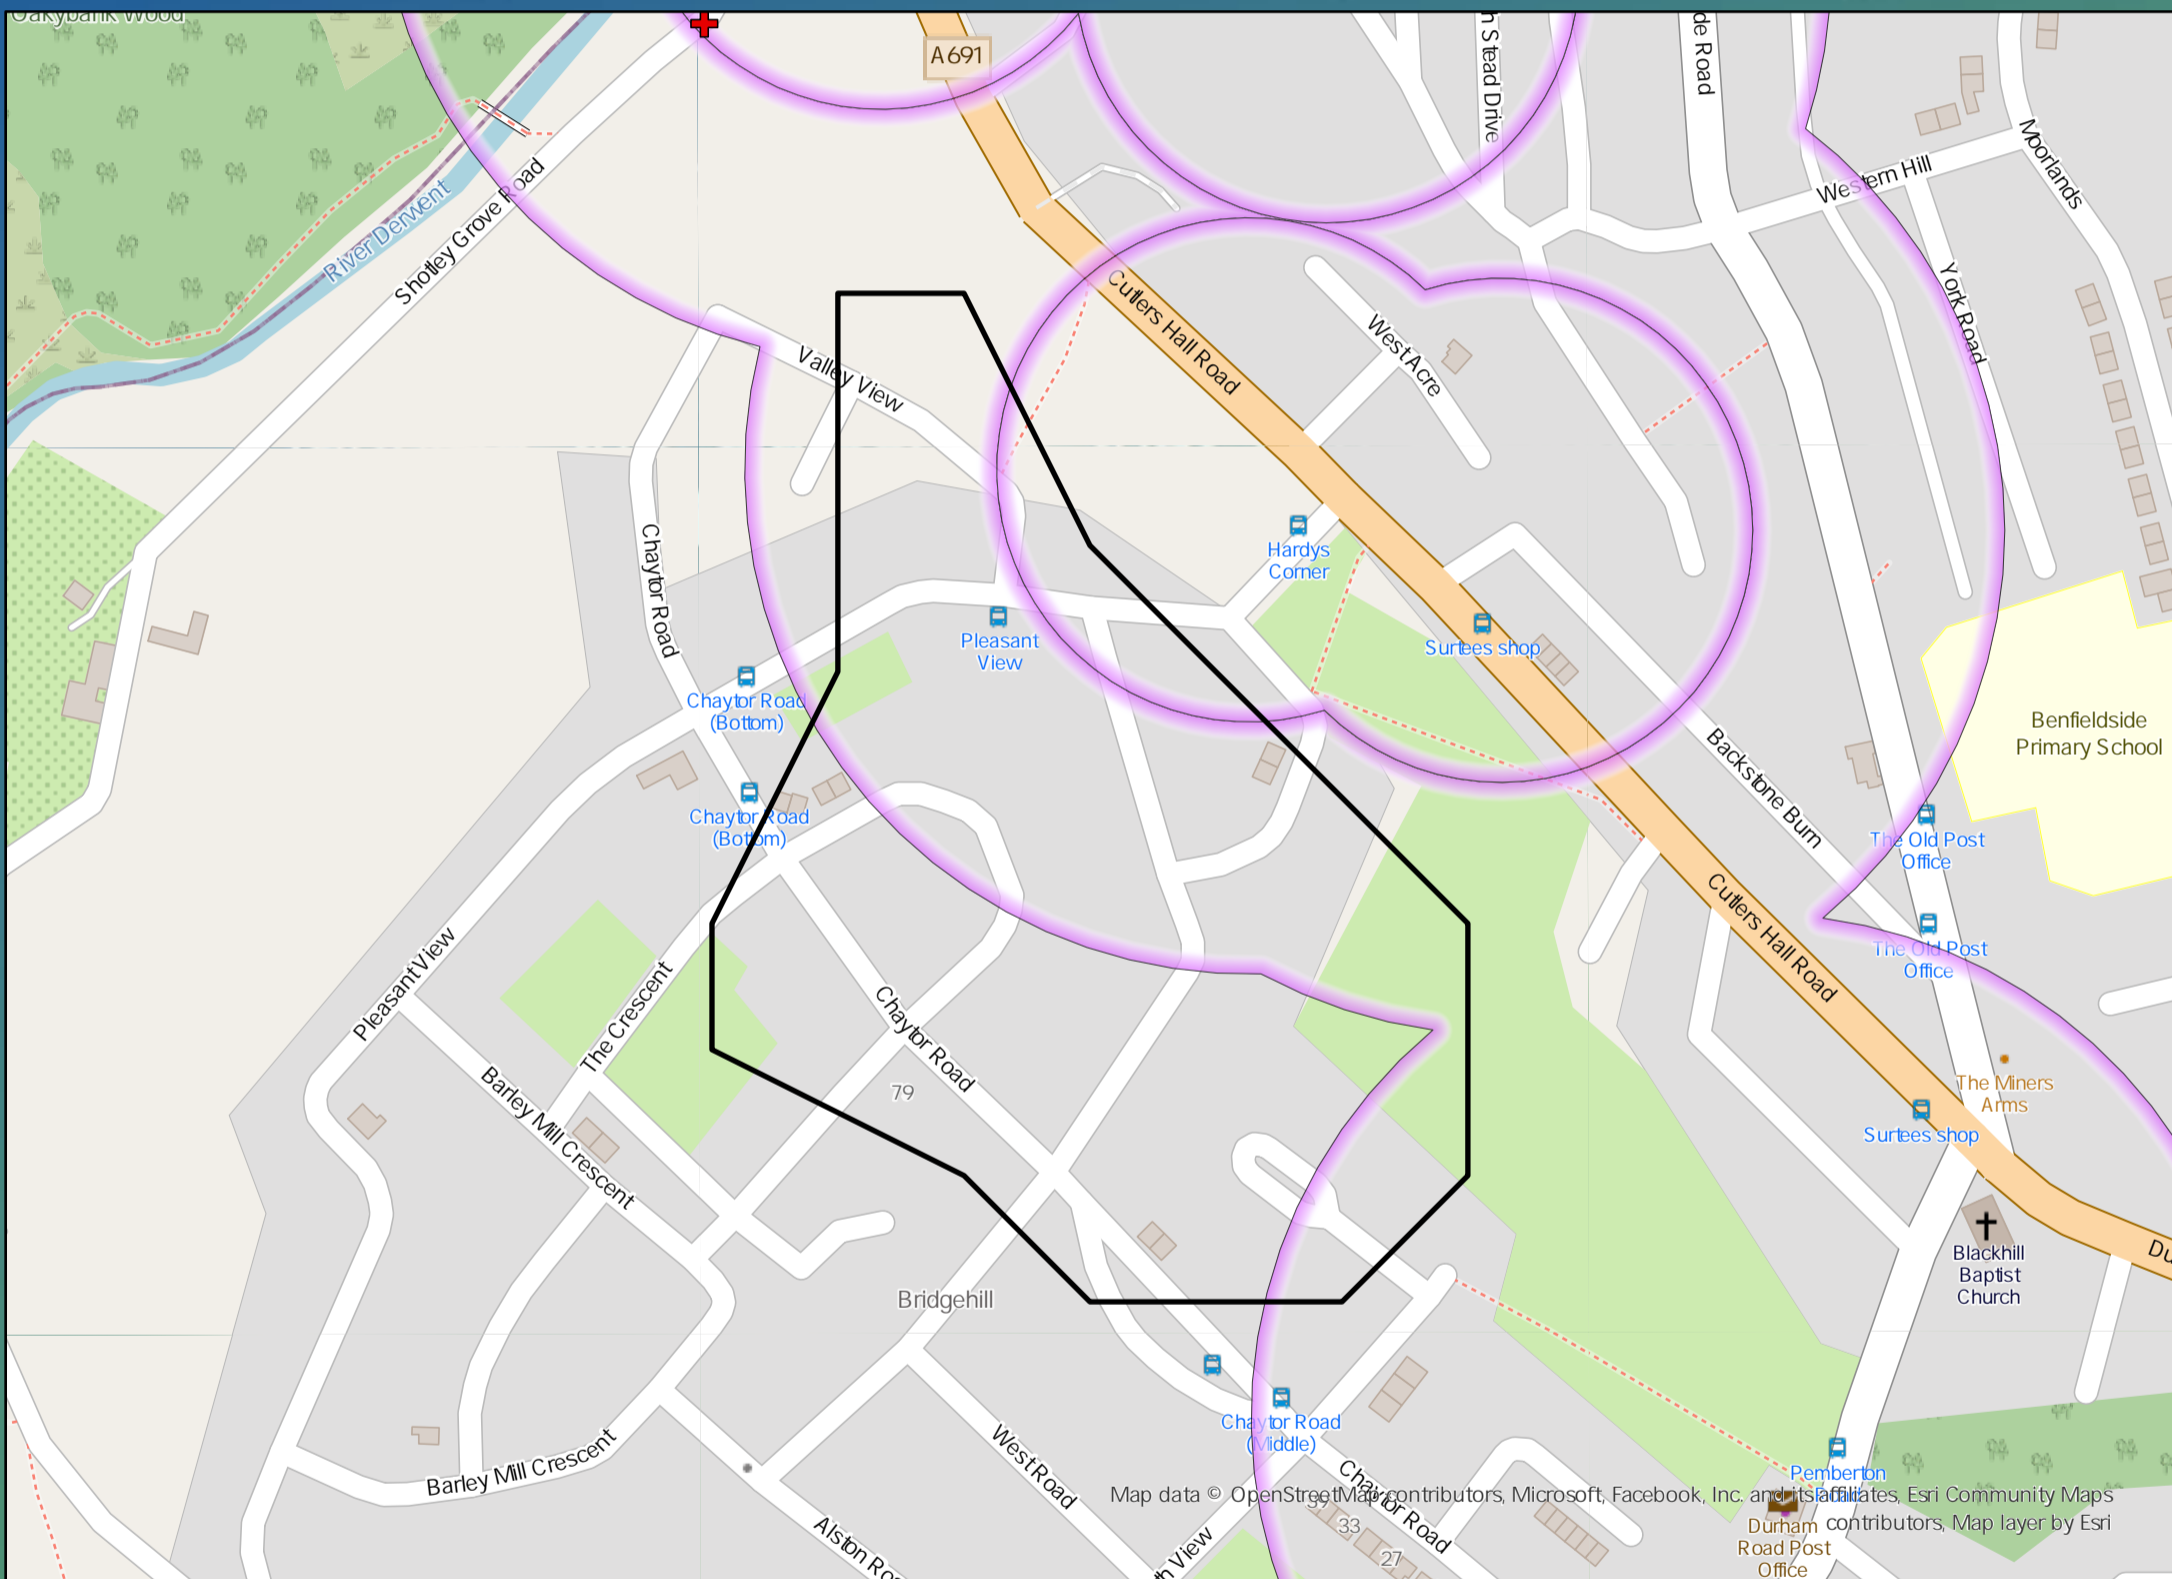 Oakybank Wood
A691
h Stead Drive
de Road
Moorlands
Western Hill
River Derwent
Shotley Grove Road
Cutlers Hall Road
York Road
West Acre
Valley View
Chaytor Road
Hardys
Corner
Pleasant
View
Surtees shop
Chaytor Road
(Bottom)
Benfieldside
Primary School
Backstone Burn
Chaytor Road
(Bottom)
The Old Post
Office
Cutlers Hall Road
The Old Post
Office
Pleasant View
The Crescent
Chaytor Road
79
Barley Mill Crescent
The Miners
Arms
Surtees shop
Blackhill
Baptist
Church
Du
Bridgehill
Chaytor Road
(Middle)
West Road
Barley Mill Crescent
Chaytor Road
Pemberton
Map data © OpenStreetMap contributors, Microsoft, Facebook, Inc. and its affiliates, Esri Community Maps
contributors, Map layer by Esri
33
27
Durham
Road Post
Office
Alston Ro
th View